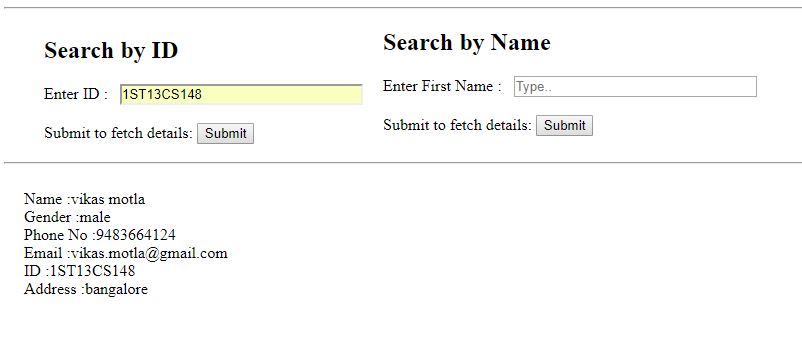 Search by ID
Enter ID : 1ST13CS148
Submit to fetch details: Submit
Search by Name
Enter First Name : Type..
Submit to fetch details: Submit
Name :vikas motla
Gender :male
Phone No :9483664124
Email :vikas.motla@gmail.com
ID :1ST13CS148
Address :bangalore